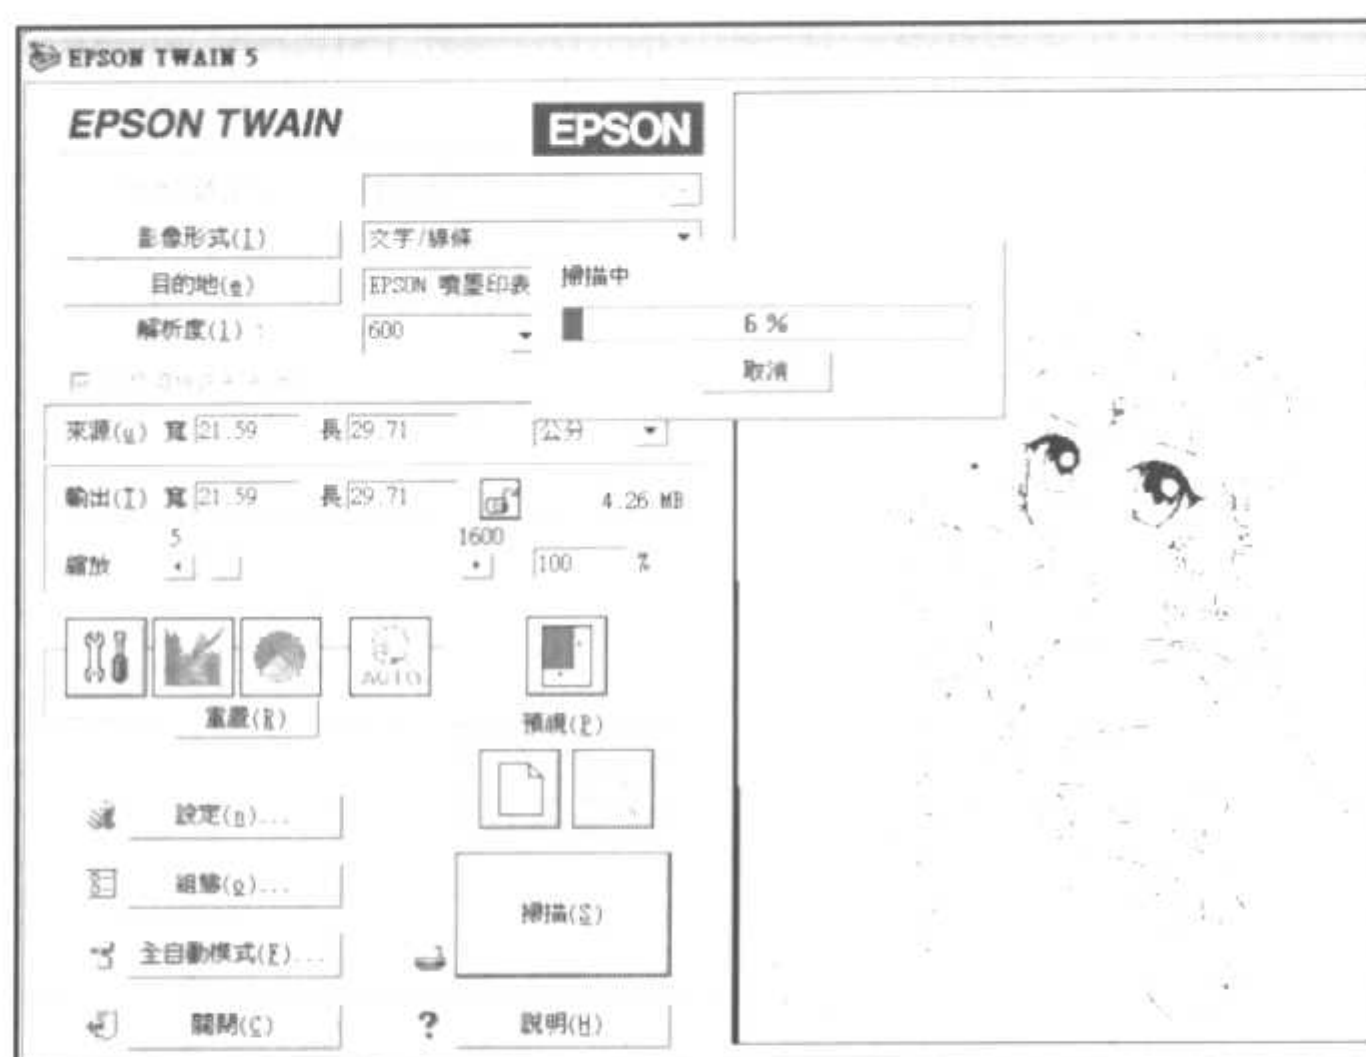 EPSON TWAIN 5
EPSON TWAIN
EPSON
影像形式(I)
文字/線條
目的地(e)
EPSON 噴墨印表
解析度(l) :
600
掃描中
6 %
取消
來源(u) 寬 21.59 長 29.71 公分
輸出(T) 寬 21.59 長 29.71 4.26 MB
5 1600
縮放 100 %
AUTO
重設(R)
預視(P)
設定(n)...
組態(o)...
掃描(S)
全自動模式(F)...
關閉(C)
?
說明(H)